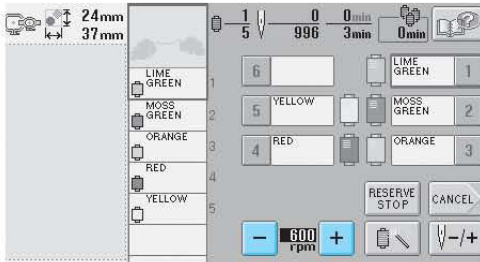 24mm
37mm
1/5
0
996
0min
3min
0min
LIME GREEN 1
MOSS GREEN 2
ORANGE 3
RED 4
YELLOW 5
6
LIME GREEN 1
5 YELLOW
MOSS GREEN 2
4 RED
ORANGE 3
RESERVE STOP
CANCEL
−
600 rpm
+
−/+
?